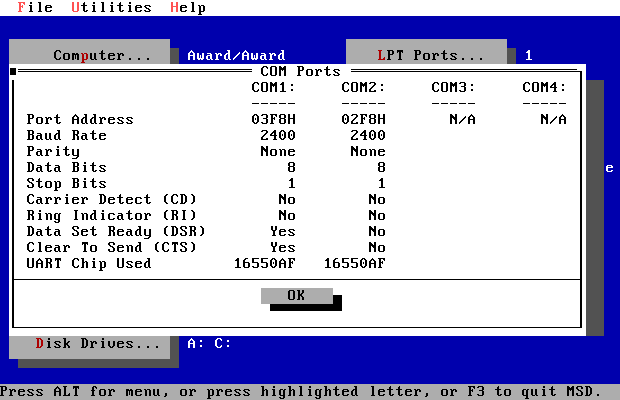 File Utilities Help
Computer... Award/Award LPT Ports... 1
COM Ports
COM1: COM2: COM3: COM4:
----- ----- ----- -----
Port Address 03F8H 02F8H N/A N/A
Baud Rate 2400 2400
Parity None None
Data Bits 8 8
Stop Bits 1 1
Carrier Detect (CD) No No
Ring Indicator (RI) No No
Data Set Ready (DSR) Yes No
Clear To Send (CTS) Yes No
UART Chip Used 16550AF 16550AF
e
OK
Disk Drives... A: C:
Press ALT for menu, or press highlighted letter, or F3 to quit MSD.